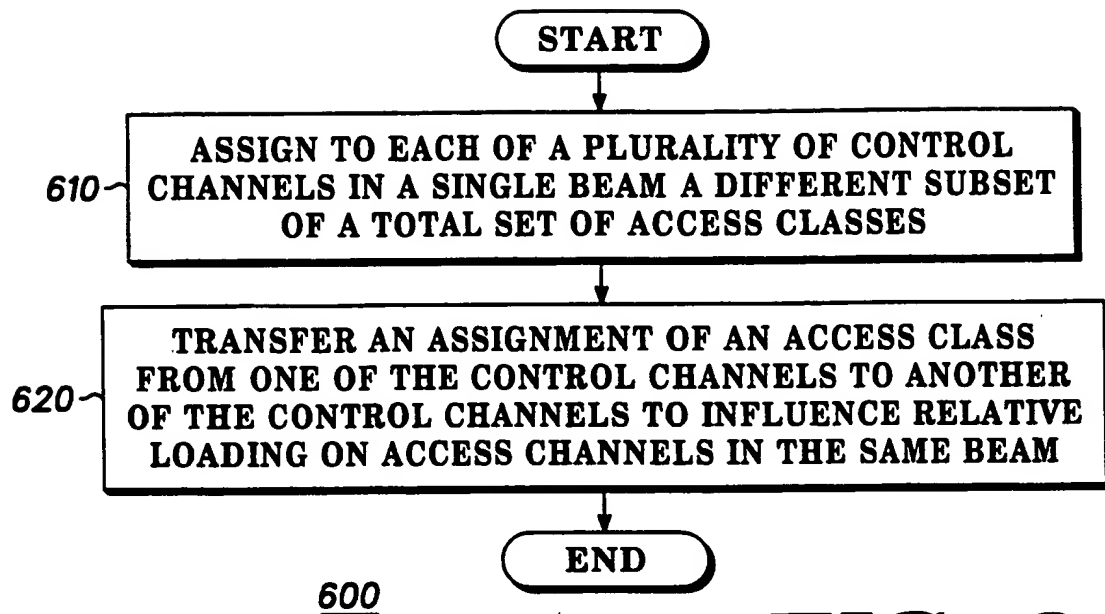 START
610
ASSIGN TO EACH OF A PLURALITY OF CONTROL
CHANNELS IN A SINGLE BEAM A DIFFERENT SUBSET
OF A TOTAL SET OF ACCESS CLASSES
620
TRANSFER AN ASSIGNMENT OF AN ACCESS CLASS
FROM ONE OF THE CONTROL CHANNELS TO ANOTHER
OF THE CONTROL CHANNELS TO INFLUENCE RELATIVE
LOADING ON ACCESS CHANNELS IN THE SAME BEAM
END
600